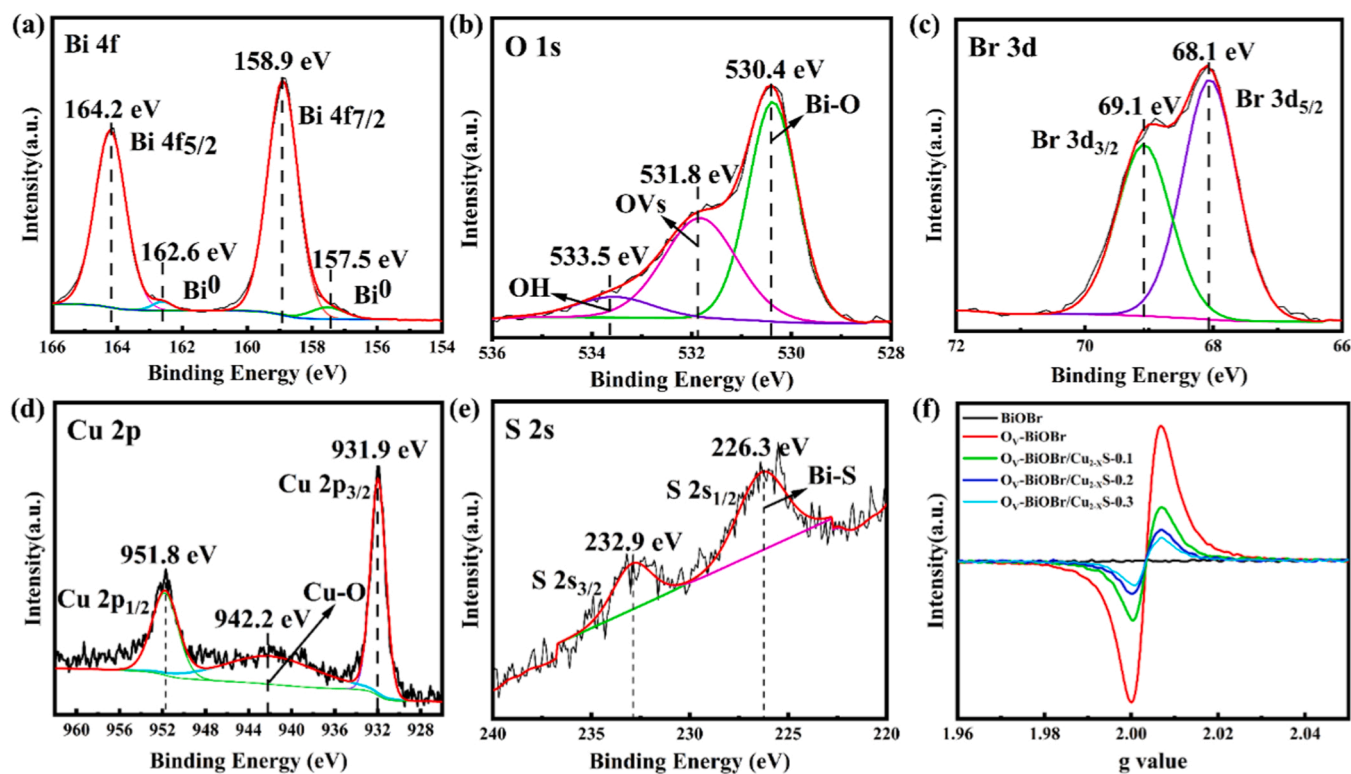 (a)
Bi 4f
158.9 eV
164.2 eV
Bi 4f7/2
Bi 4f5/2
162.6 eV
157.5 eV
Bi0
Bi0
Intensity(a.u.)
166 164 162 160 158 156 154
Binding Energy (eV)
(b)
O 1s
530.4 eV
Bi-O
531.8 eV
OVs
533.5 eV
OH
Intensity(a.u.)
536 534 532 530 528
Binding Energy (eV)
(c)
Br 3d
68.1 eV
69.1 eV
Br 3d5/2
Br 3d3/2
Intensity(a.u.)
72 70 68 66
Binding Energy (eV)
(d)
Cu 2p
931.9 eV
Cu 2p3/2
951.8 eV
Cu-O
Cu 2p1/2
942.2 eV
Intensity(a.u.)
960 956 952 948 944 940 936 932 928
Binding Energy (eV)
(e)
S 2s
226.3 eV
S 2s1/2
Bi-S
232.9 eV
S 2s3/2
Intensity(a.u.)
240 235 230 225 220
Binding Energy (eV)
(f)
BiOBr
OV-BiOBr
OV-BiOBr/Cu2-XS-0.1
OV-BiOBr/Cu2-XS-0.2
OV-BiOBr/Cu2-XS-0.3
Intensity(a.u.)
1.96 1.98 2.00 2.02 2.04
g value